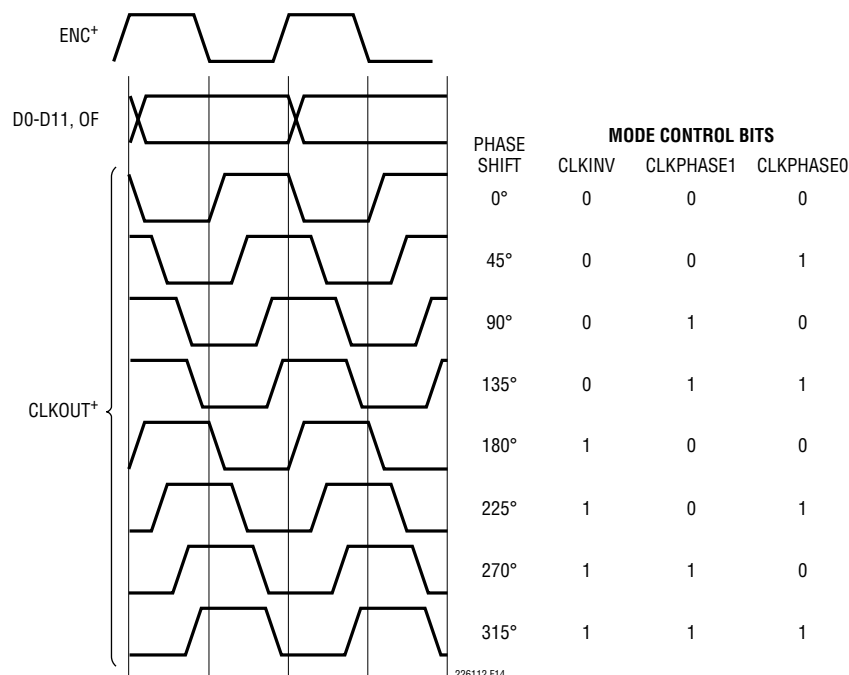 ENC+
D0-D11, OF
CLKOUT+
MODE CONTROL BITS
PHASE SHIFT CLKINV CLKPHASE1 CLKPHASE0
0° 0 0 0
45° 0 0 1
90° 0 1 0
135° 0 1 1
180° 1 0 0
225° 1 0 1
270° 1 1 0
315° 1 1 1
226112 F14